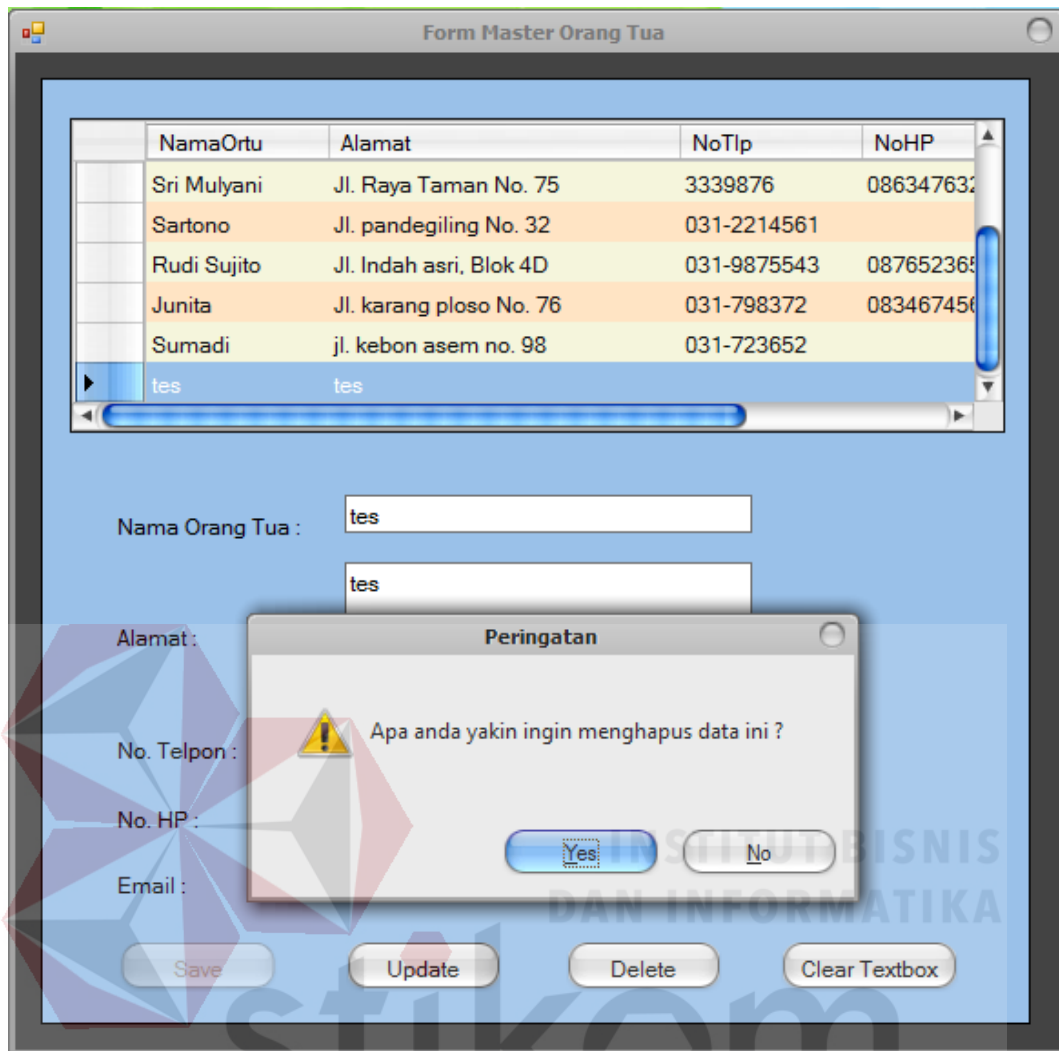 Form Master Orang Tua
NamaOrtu Alamat NoTlp NoHP
Sri Mulyani Jl. Raya Taman No. 75 3339876 086347632
Sartono Jl. pandegiling No. 32 031-2214561
Rudi Sujito Jl. Indah asri, Blok 4D 031-9875543 087652365
Junita Jl. karang ploso No. 76 031-798372 083467456
Sumadi jl. kebon asem no. 98 031-723652
tes tes
Nama Orang Tua : tes
tes
Alamat :
Peringatan
Apa anda yakin ingin menghapus data ini ?
No. Telpon :
No. HP :
Yes No
Email :
INSTITUT BISNIS
DAN INFORMATIKA
Save Update Delete Clear Textbox
stikom